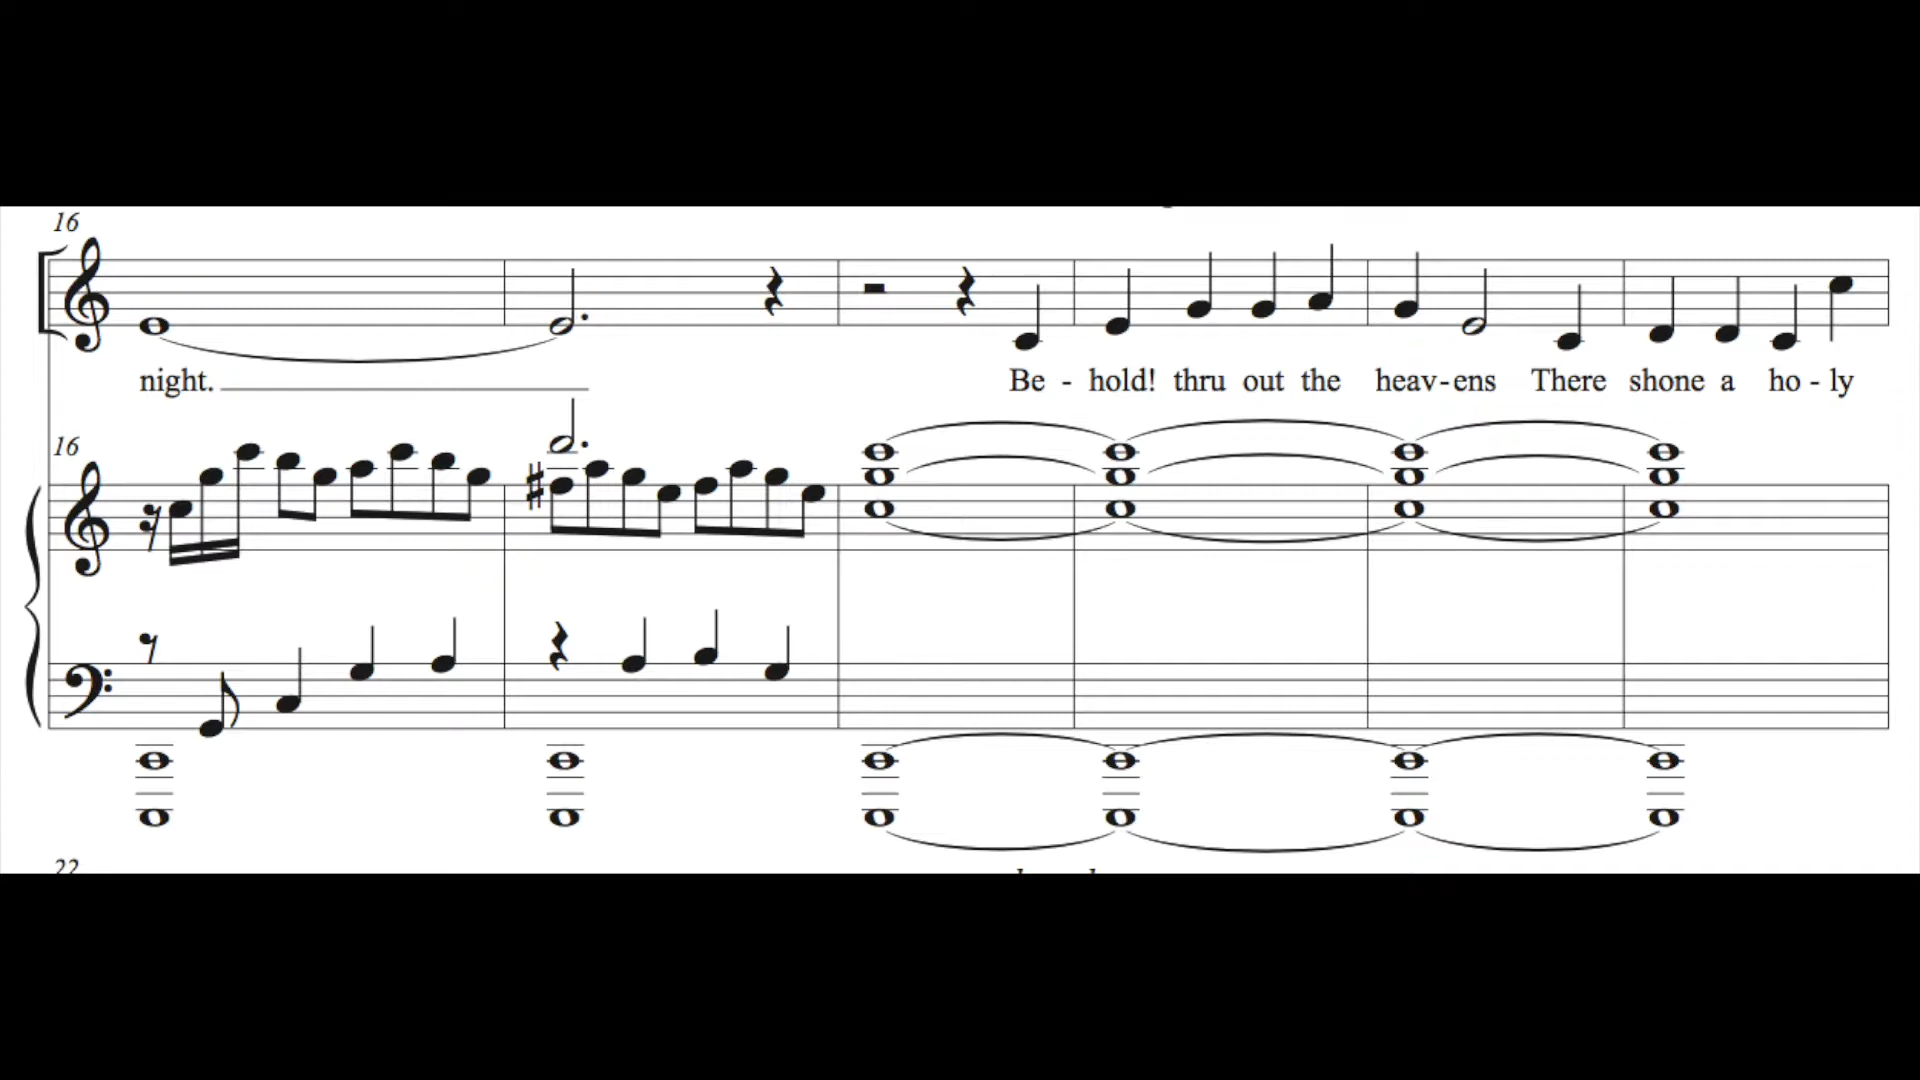 16
night.
Be - hold! thru out the heav - ens There shone a ho - ly
16
22